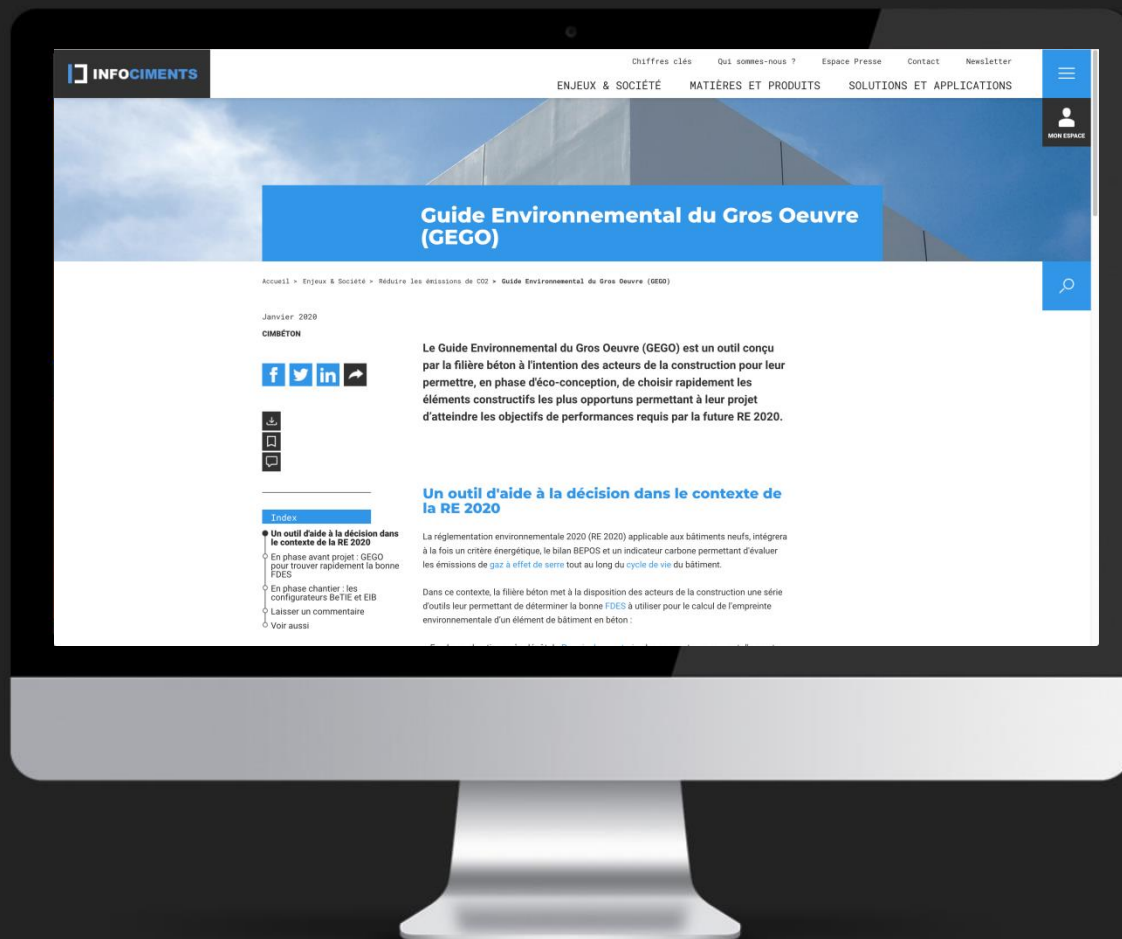 INFOCIMENTS
Chiffres clés Qui sommes-nous ? Espace Presse Contact Newsletter
ENJEUX & SOCIÉTÉ MATIÈRES ET PRODUITS SOLUTIONS ET APPLICATIONS
MON ESPACE
Guide Environnemental du Gros Oeuvre
(GEGO)
Accueil > Enjeux & Société > Réduire les émissions de CO2 > Guide Environnemental du Gros Oeuvre (GEGO)
Janvier 2020
CIMBÉTON
Le Guide Environnemental du Gros Oeuvre (GEGO) est un outil conçu
par la filière béton à l'intention des acteurs de la construction pour leur
permettre, en phase d'éco-conception, de choisir rapidement les
éléments constructifs les plus opportuns permettant à leur projet
d'atteindre les objectifs de performances requis par la future RE 2020.
Index
Un outil d'aide à la décision dans
le contexte de la RE 2020
En phase avant projet : GEGO
pour trouver rapidement la bonne
FDES
En phase chantier : les
configurateurs BeTIE et EIB
Laisser un commentaire
Voir aussi
Un outil d'aide à la décision dans le contexte de
la RE 2020
La réglementation environnementale 2020 (RE 2020) applicable aux bâtiments neufs, intégrera
à la fois un critère énergétique, le bilan BEPOS et un indicateur carbone permettant d'évaluer
les émissions de gaz à effet de serre tout au long du cycle de vie du bâtiment.
Dans ce contexte, la filière béton met à la disposition des acteurs de la construction une série
d'outils leur permettant de déterminer la bonne FDES à utiliser pour le calcul de l'empreinte
environnementale d'un élément de bâtiment en béton :